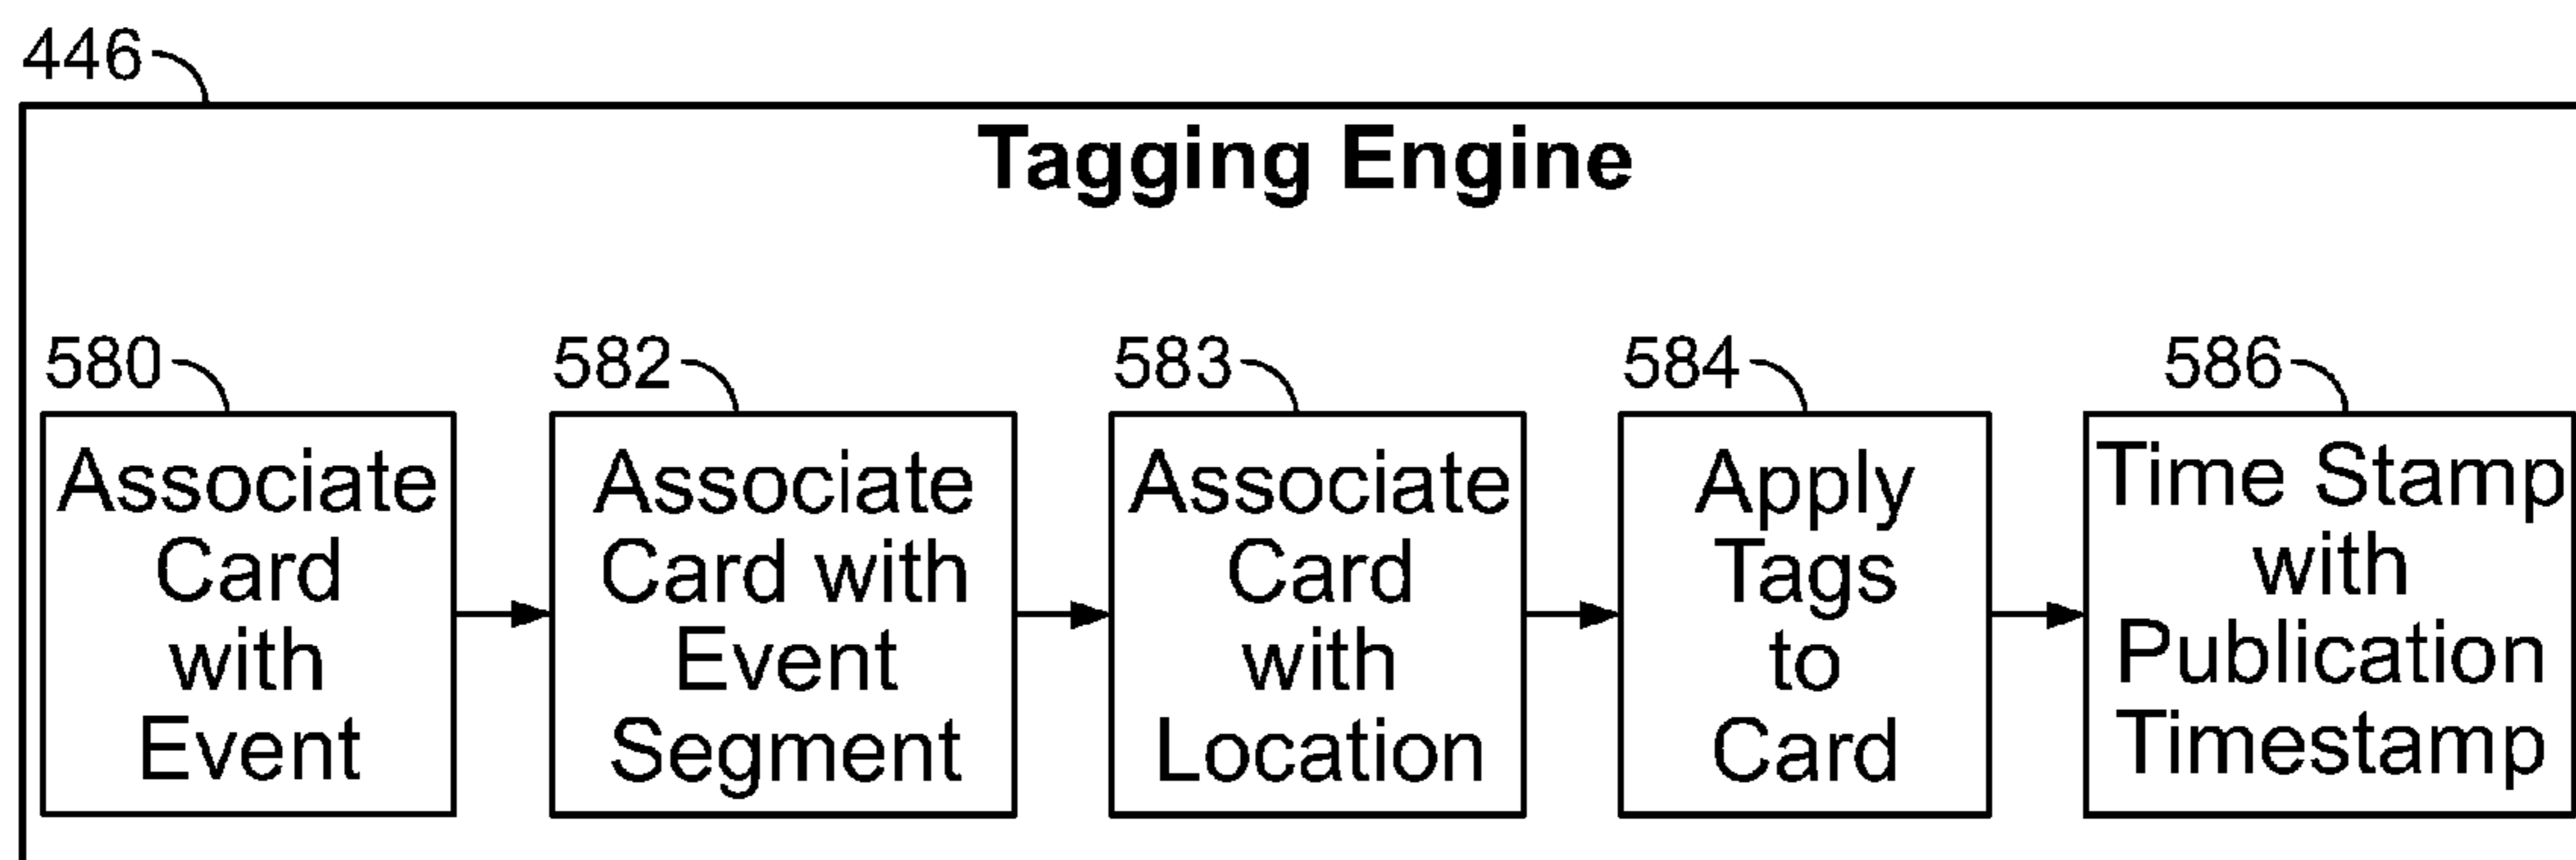 446
Tagging Engine
580
Associate
Card
with
Event
582
Associate
Card with
Event
Segment
583
Associate
Card
with
Location
584
Apply
Tags
to
Card
586
Time Stamp
with
Publication
Timestamp